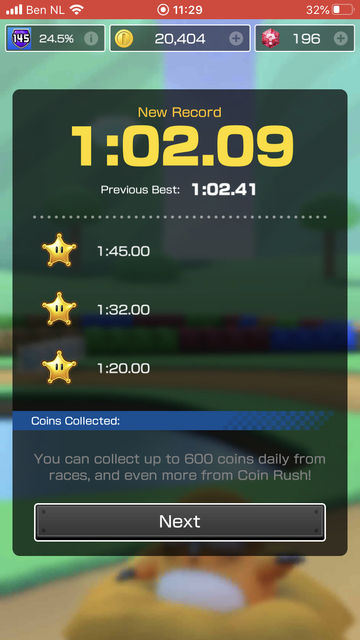 Ben NL 11:29 32%
145 24.5% i 20,404 + 196 +
New Record
1:02.09
Previous Best: 1:02.41
1:45.00
1:32.00
1:20.00
Coins Collected:
You can collect up to 600 coins daily from
races, and even more from Coin Rush!
Next